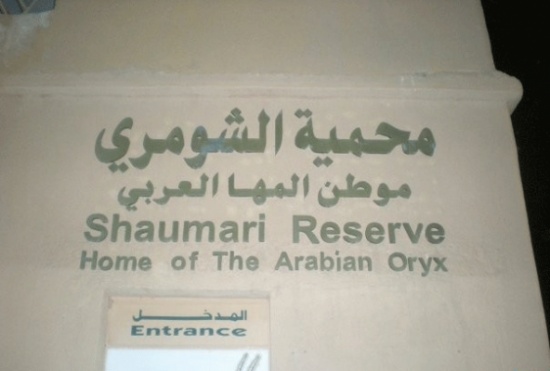 محمية الشومري
موطن المها العربي
Shaumari Reserve
Home of The Arabian Oryx
المدخل
Entrance